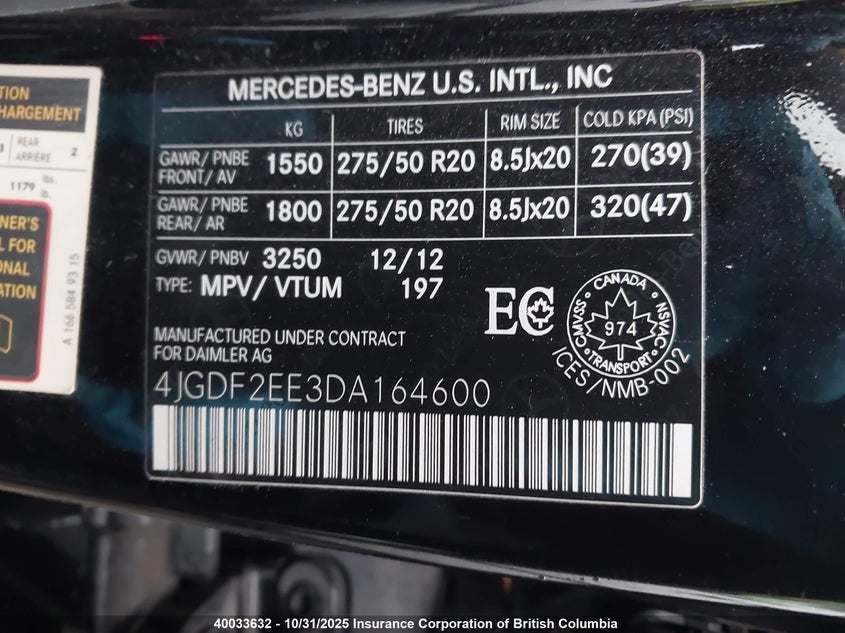 TION
CHARGEMENT
3 REAR ARRIÈRE 2
1179 lbs. lb.
NER'S
L FOR
ONAL
ATION
A 166 584 93 15
MERCEDES-BENZ U.S. INTL., INC
KG TIRES RIM SIZE COLD KPA (PSI)
GAWR/ PNBE FRONT/ AV 1550 275/50 R20 8.5Jx20 270(39)
GAWR/ PNBE REAR/ AR 1800 275/50 R20 8.5Jx20 320(47)
GVWR/ PNBV 3250 12/12
TYPE: MPV/ VTUM 197
MANUFACTURED UNDER CONTRACT
FOR DAIMLER AG
EC
CANADA
CMVSS NSVAC
974
TRANSPORT
ICES/NMB-002
4JGDF2EE3DA164600
40033632 - 10/31/2025 Insurance Corporation of British Columbia